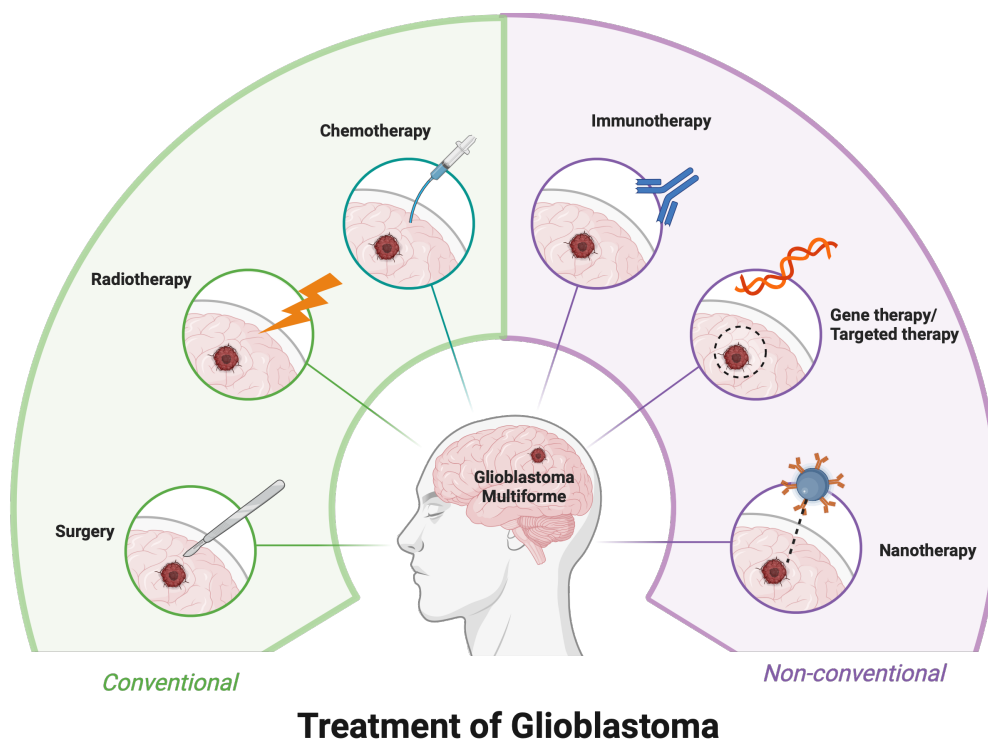 Chemotherapy
Immunotherapy
Radiotherapy
Gene therapy/
Targeted therapy
Glioblastoma
Multiforme
Surgery
Nanotherapy
Conventional
Non-conventional
Treatment of Glioblastoma